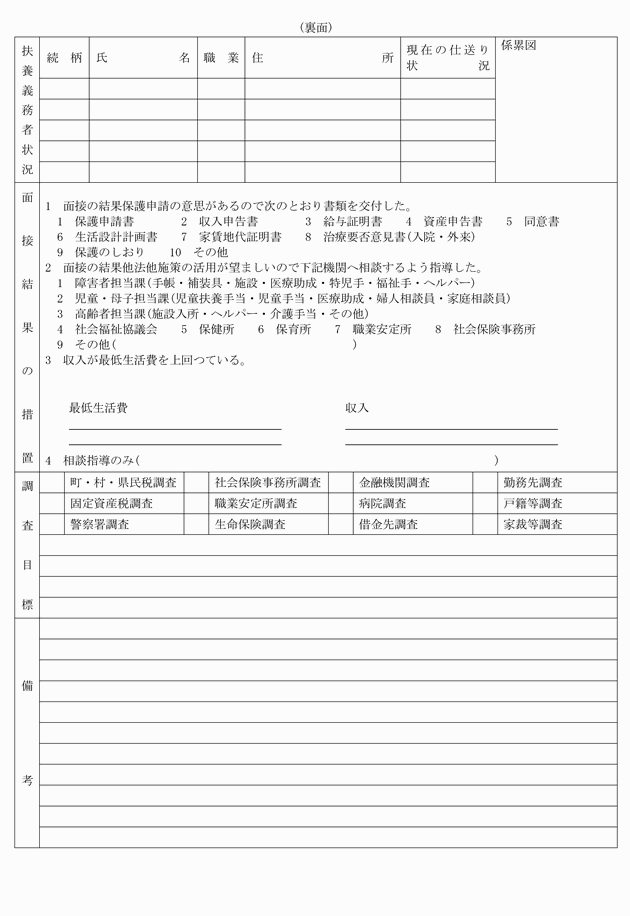 (裏面)
扶養義務者状況
続柄 氏名 職業 住所 現在の仕送り状況 係累図
面接結果の措置
1 面接の結果保護申請の意思があるので次のとおり書類を交付した。
1 保護申請書 2 収入申告書 3 給与証明書 4 資産申告書 5 同意書
6 生活設計計画書 7 家賃地代証明書 8 治療要否意見書(入院・外来)
9 保護のしおり 10 その他
2 面接の結果他法他施策の活用が望ましいので下記機関へ相談するよう指導した。
1 障害者担当課(手帳・補装具・施設・医療助成・特児手・福祉手・ヘルパー)
2 児童・母子担当課(児童扶養手当・児童手当・医療助成・婦人相談員・家庭相談員)
3 高齢者担当課(施設入所・ヘルパー・介護手当・その他)
4 社会福祉協議会 5 保健所 6 保育所 7 職業安定所 8 社会保険事務所
9 その他( )
3 収入が最低生活費を上回つている。
最低生活費 収入
4 相談指導のみ( )
調査目標
町・村・県民税調査 社会保険事務所調査 金融機関調査 勤務先調査
固定資産税調査 職業安定所調査 病院調査 戸籍等調査
警察署調査 生命保険調査 借金先調査 家裁等調査
備考